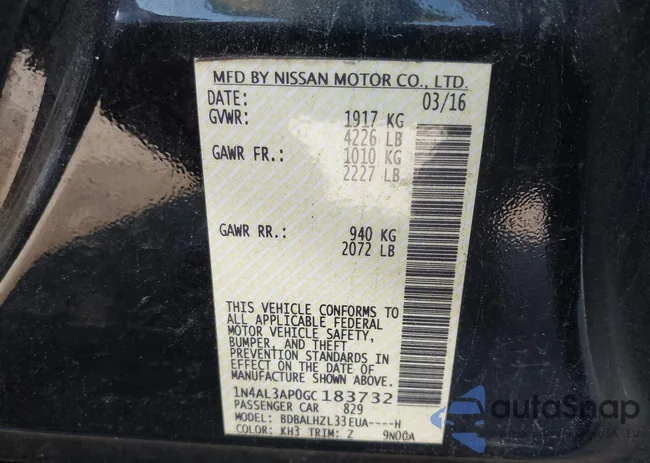 MFD BY NISSAN MOTOR CO., LTD.
DATE: 03/16
GVWR: 1917 KG
4226 LB
GAWR FR.: 1010 KG
2227 LB
GAWR RR.: 940 KG
2072 LB
THIS VEHICLE CONFORMS TO
ALL APPLICABLE FEDERAL
MOTOR VEHICLE SAFETY,
BUMPER, AND THEFT
PREVENTION STANDARDS IN
EFFECT ON THE DATE OF
MANUFACTURE SHOWN ABOVE.
1N4AL3AP0GC183732
PASSENGER CAR 829
MODEL: BDBALHZL33EUA----H
COLOR: KH3 TRIM: Z 9N00A
autoSnap